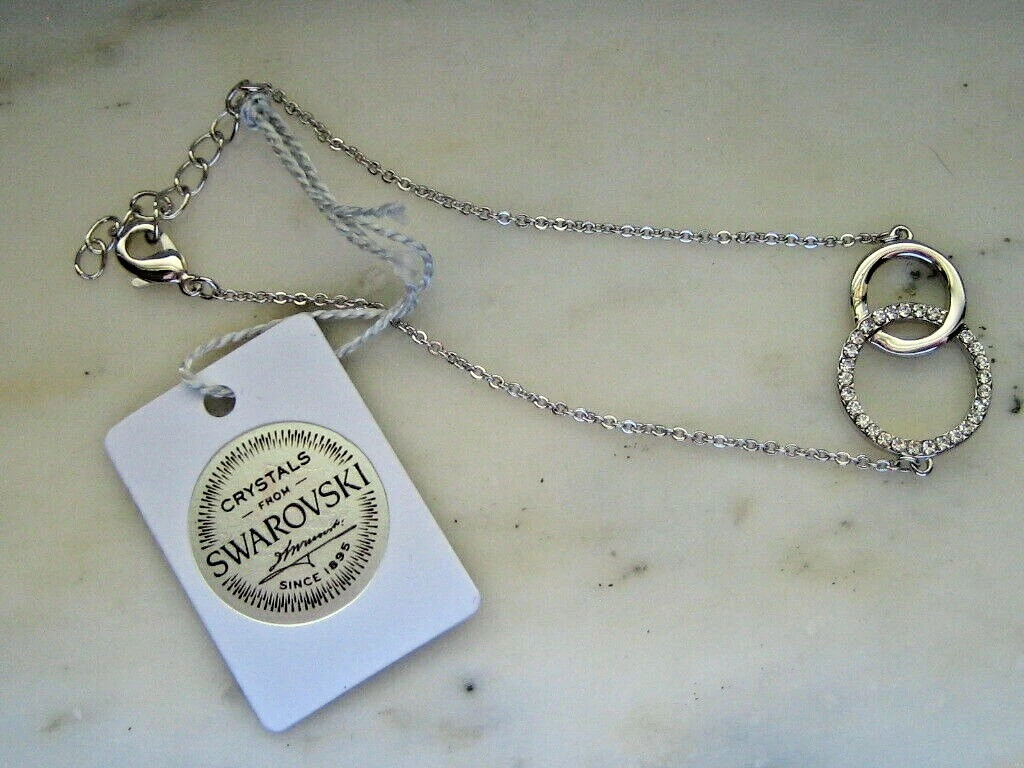 CRYSTALS
— FROM —
SWAROVSKI
SINCE 1895